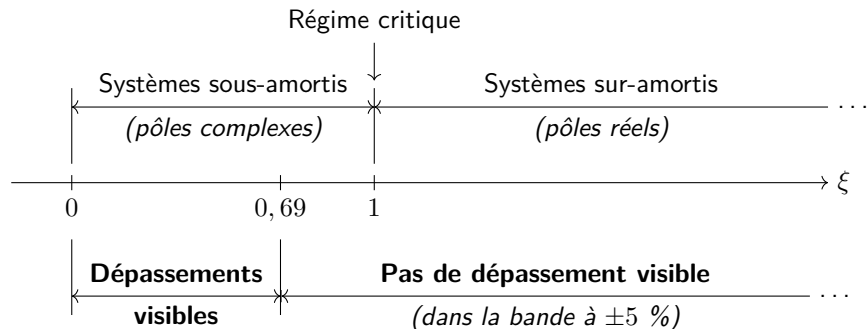 Régime critique
Systèmes sous-amortis
(pôles complexes)
Systèmes sur-amortis
(pôles réels)
...
ξ
0
0, 69
1
Dépassements
visibles
Pas de dépassement visible
(dans la bande à ±5 %)
...